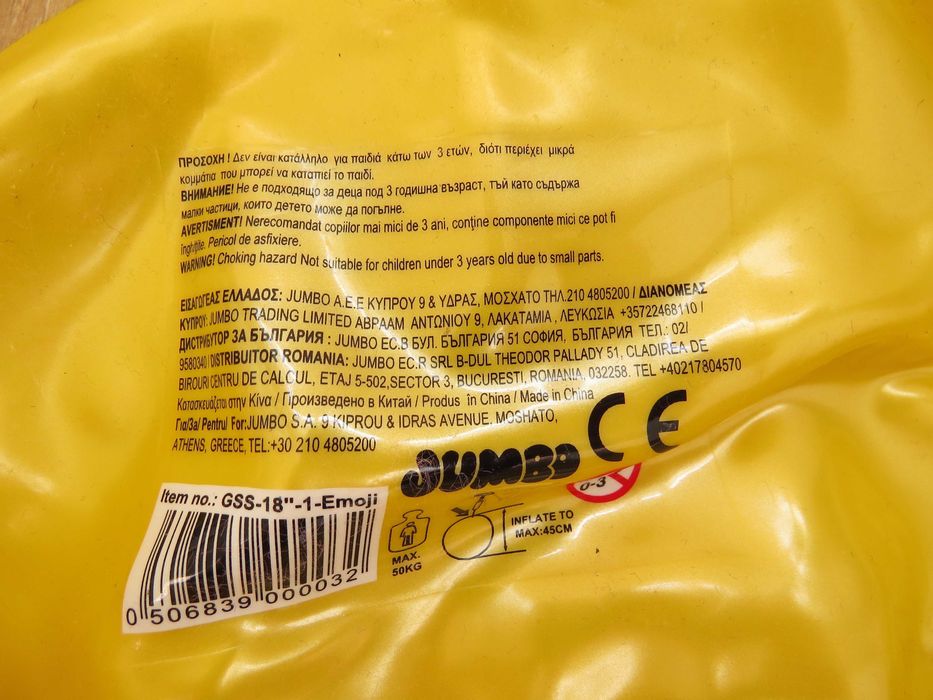 ΠΡΟΣΟΧΗ ! Δεν είναι κατάλληλο για παιδιά κάτω των 3 ετών, διότι περιέχει μικρά
κομμάτια που μπορεί να καταπιεί το παιδί.
ВНИМАНИЕ! Не е подходящо за деца под 3 годишна възраст, тъй като съдържа
малки частици, които детето може да погълне.
AVERTISMENT! Nerecomandat copiilor mai mici de 3 ani, conţine componente mici ce pot fi
înghiţite. Pericol de asfixiere.
WARNING! Choking hazard Not suitable for children under 3 years old due to small parts.
ΕΙΣΑΓΩΓΕΑΣ ΕΛΛΑΔΟΣ: JUMBO A.E.E ΚΥΠΡΟΥ 9 & ΥΔΡΑΣ, ΜΟΣΧΑΤΟ ΤΗΛ.210 4805200 / ΔΙΑΝΟΜΕΑΣ
ΚΥΠΡΟΥ: JUMBO TRADING LIMITED ΑΒΡΑΑΜ ΑΝΤΩΝΙΟΥ 9, ΛΑΚΑΤΑΜΙΑ , ΛΕΥΚΩΣΙΑ +35722468110 /
ДИСТРИБУТОР ЗА БЪЛГАРИЯ : JUMBO EC.B БУЛ. БЪЛГАРИЯ 51 СОФИЯ, БЪЛГАРИЯ ТЕЛ.: 02/
9580340 / DISTRIBUITOR ROMANIA: JUMBO EC.R SRL B-DUL THEODOR PALLADY 51, CLADIREA DE
BIROURI CENTRU DE CALCUL, ETAJ 5-502,SECTOR 3, BUCURESTI, ROMANIA, 032258. TEL +40217804570
Κατασκευάζεται στην Κίνα / Произведено в Китай / Produs în China / Made in China
Για/За/ Pentru/ For:JUMBO S.A. 9 KIPROU & IDRAS AVENUE, MOSHATO,
ATHENS, GREECE, TEL:+30 210 4805200
JUMBO CE
0-3
Item no.: GSS-18"-1-Emoji
0 506839 000032
MAX.
50KG
INFLATE TO
MAX:45CM